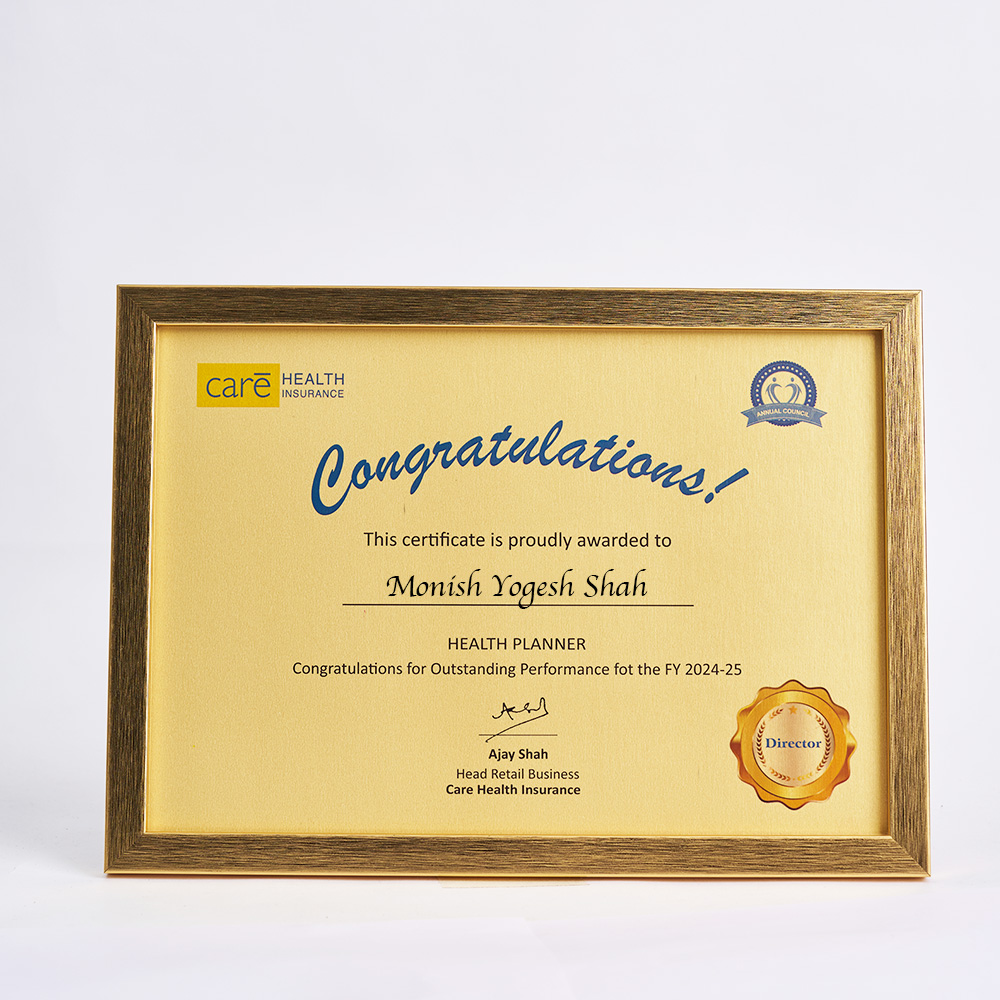 carē HEALTH
INSURANCE
ANNUAL COUNCIL
Congratulations!
This certificate is proudly awarded to
Monish Yogesh Shah
HEALTH PLANNER
Congratulations for Outstanding Performance fot the FY 2024-25
Ajay Shah
Head Retail Business
Care Health Insurance
Director